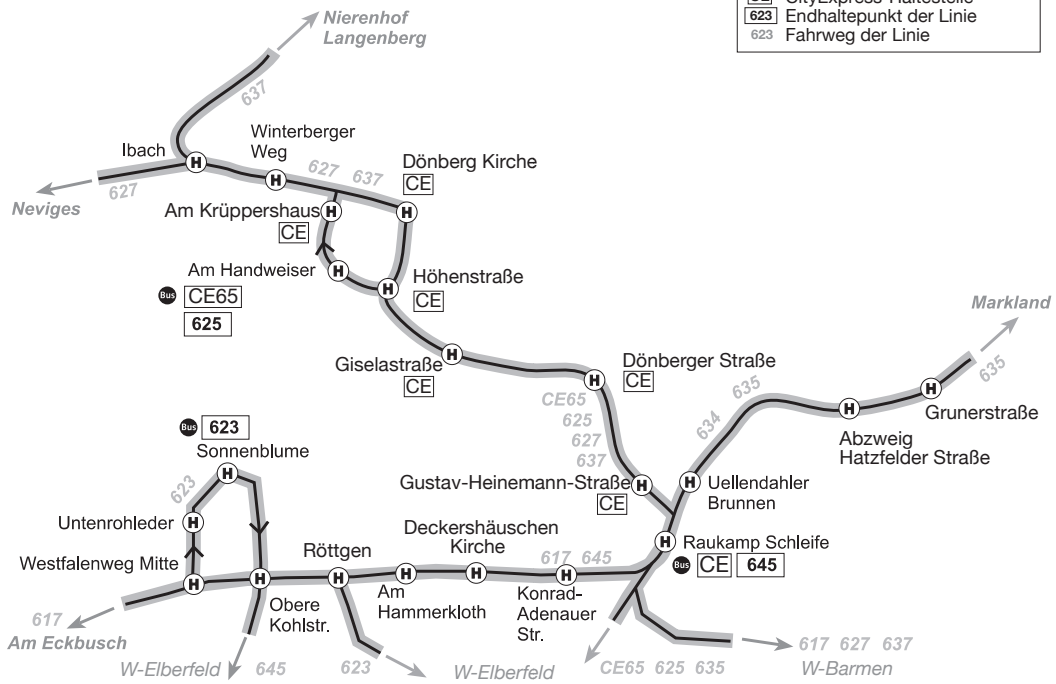 Nierenhof
Langenberg
CE CityExpress-Haltestelle
623 Endhaltepunkt der Linie
623 Fahrweg der Linie
637
Winterberger
Weg
Ibach
627 637
Dönberg Kirche
CE
627
Neviges
Am Krüppershaus
CE
Am Handweiser
Höhenstraße
CE
Bus CE65
625
Markland
635
Giselastraße
CE
Dönberger Straße
CE
CE65
625
627
637
634 635
Grunerstraße
Abzweig
Hatzfelder Straße
Bus 623
Sonnenblume
623
Gustav-Heinemann-Straße
CE
Uellendahler
Brunnen
Untenrohleder
Deckershäuschen
Kirche
Röttgen
617 645
Raukamp Schleife
Bus CE 645
Westfalenweg Mitte
Am
Hammerkloth
Konrad-
Adenauer
Str.
Obere
Kohlstr.
617
Am Eckbusch
W-Elberfeld 645
623 W-Elberfeld
CE65 625 635
617 627 637
W-Barmen